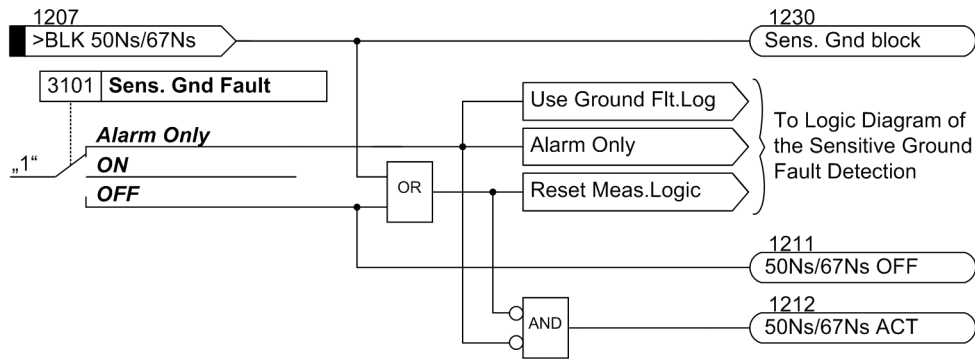 1207
>BLK 50Ns/67Ns
1230
Sens. Gnd block
3101 Sens. Gnd Fault
Use Ground Flt.Log
Alarm Only
„1“
ON
OFF
OR
Alarm Only
Reset Meas.Logic
To Logic Diagram of
the Sensitive Ground
Fault Detection
1211
50Ns/67Ns OFF
1212
50Ns/67Ns ACT
AND